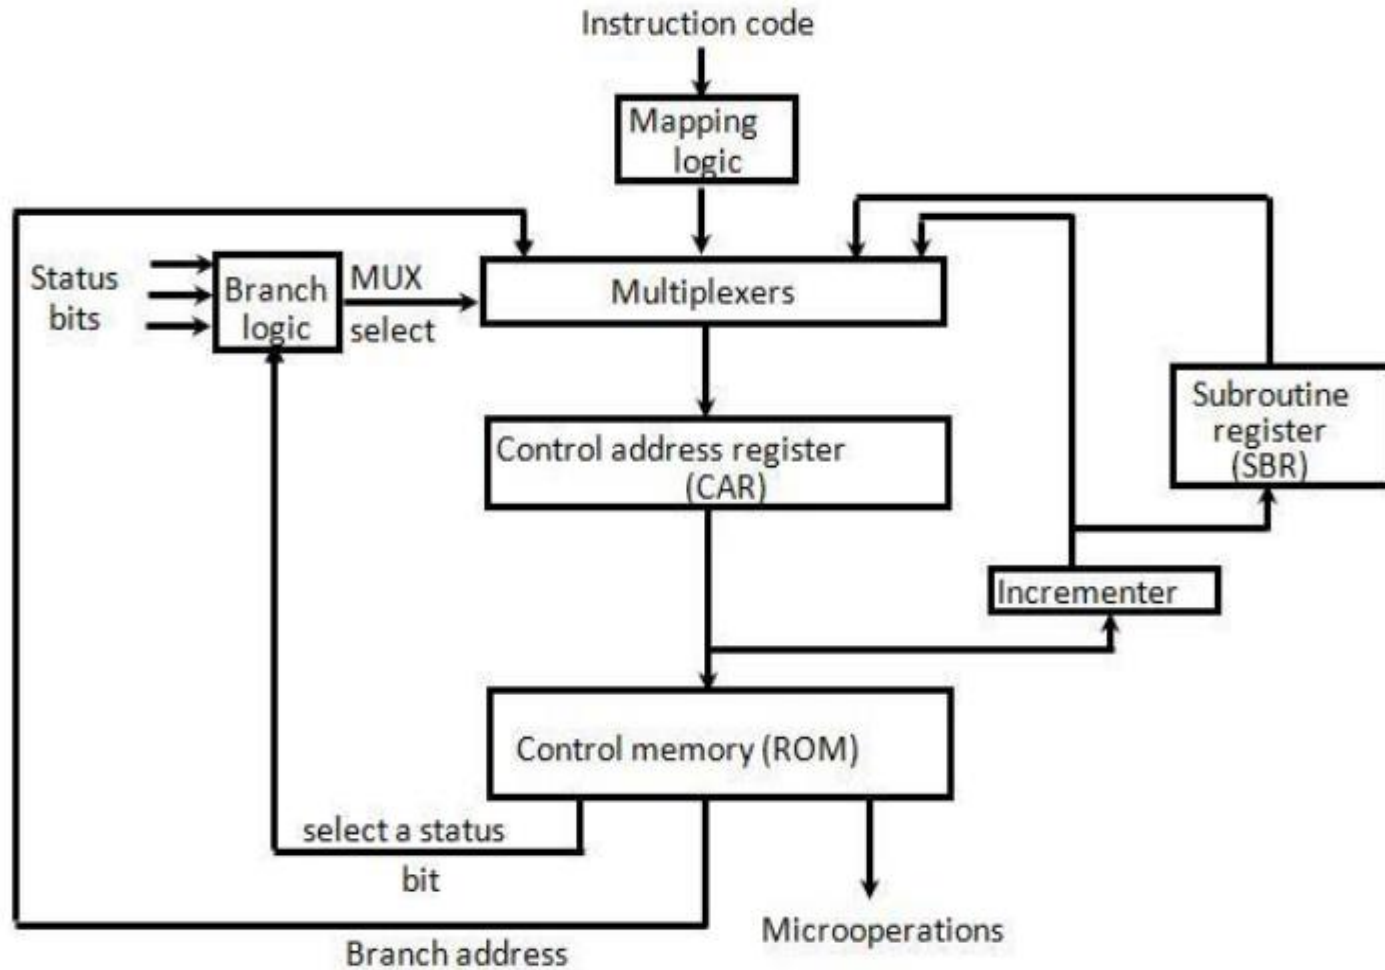 Instruction code
Mapping
logic
Status
bits
Branch
logic
MUX
select
Multiplexers
Control address register
(CAR)
Subroutine
register
(SBR)
Incrementer
Control memory (ROM)
select a status
bit
Microoperations
Branch address